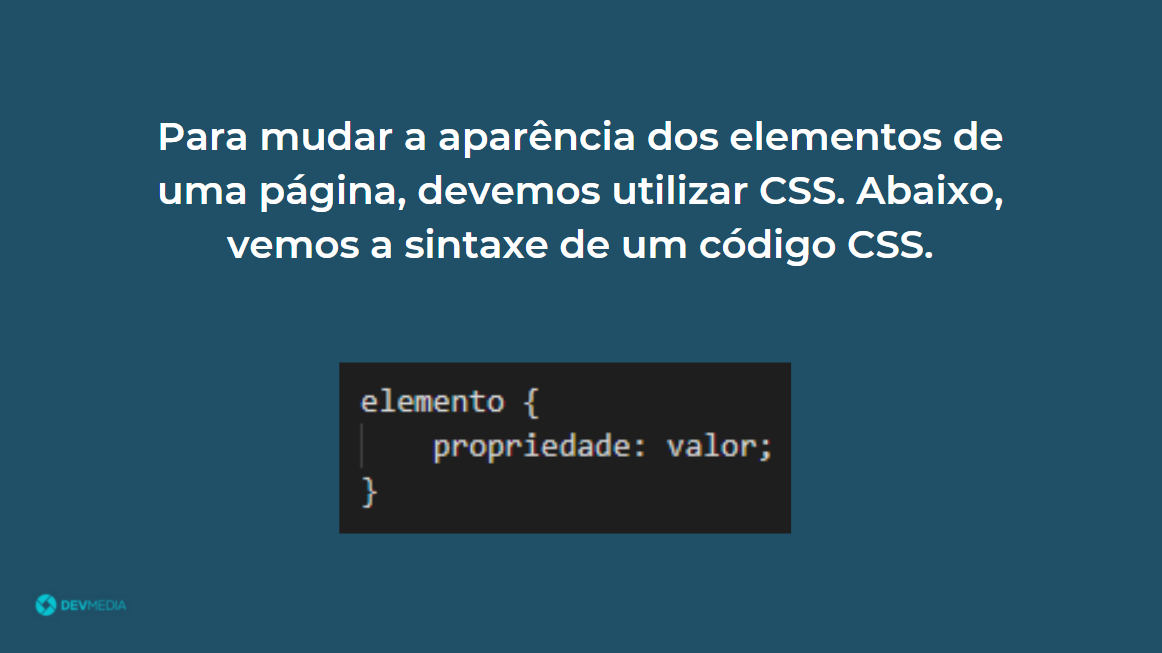 Para mudar a aparência dos elementos de
uma página, devemos utilizar CSS. Abaixo,
vemos a sintaxe de um código CSS.
elemento {
    propriedade: valor;
}
DEVMEDIA